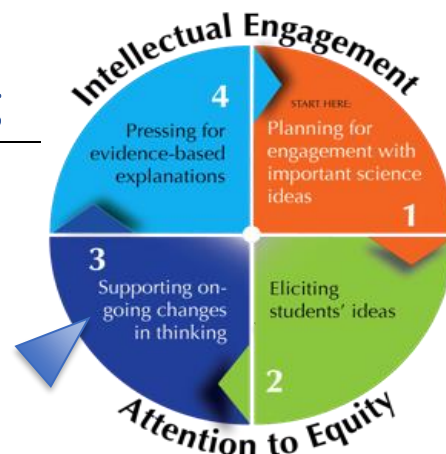 Intellectual Engagement
START HERE:
Planning for
engagement with
important science
ideas
1
Eliciting
students' ideas
2
3
Supporting on-
going changes
in thinking
4
Pressing for
evidence-based
explanations
Attention to Equity